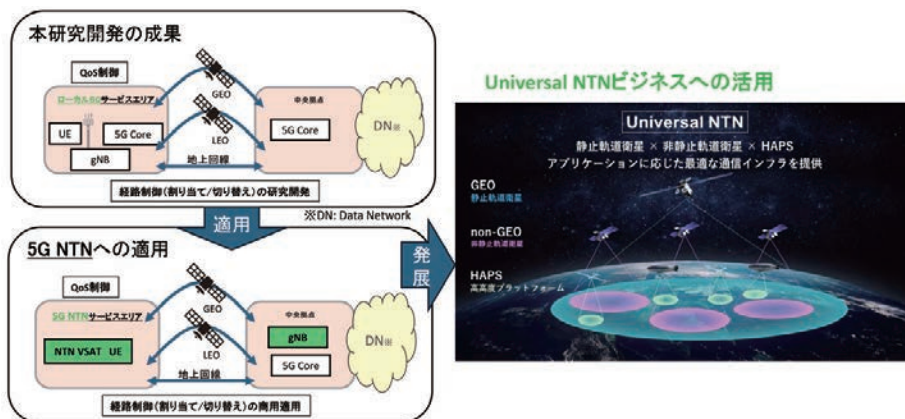 本研究開発の成果
QoS制御
ローカル5Gサービスエリア
UE
5G Core
gNB
GEO
LEO
地上回線
中央拠点
5G Core
DN※
経路制御(割り当て/切り替え)の研究開発
適用
※DN: Data Network
5G NTNへの適用
QoS制御
5G NTNサービスエリア
NTN VSAT UE
GEO
LEO
地上回線
中央拠点
gNB
5G Core
DN※
経路制御(割り当て/切り替え)の商用適用
発展
Universal NTNビジネスへの活用
Universal NTN
静止軌道衛星 × 非静止軌道衛星 × HAPS
アプリケーションに応じた最適な通信インフラを提供
GEO
静止軌道衛星
non-GEO
非静止軌道衛星
HAPS
高高度プラットフォーム